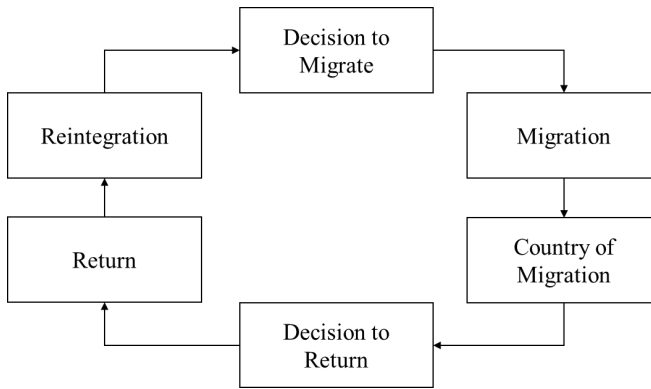 Decision to
Migrate
Migration
Country of
Migration
Decision to
Return
Return
Reintegration